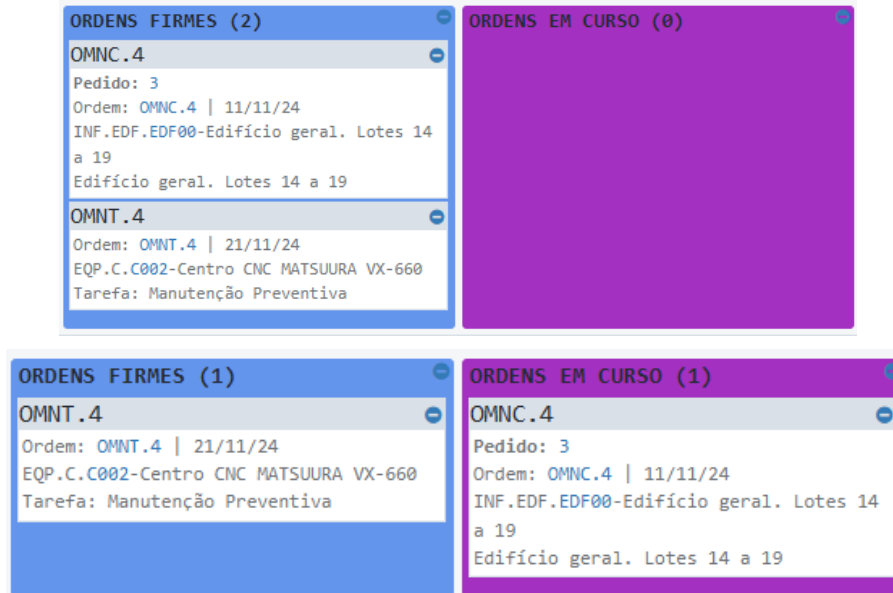 ORDENS FIRMES (2)
ORDENS EM CURSO (0)
OMNC.4
Pedido: 3
Ordem: OMNC.4 | 11/11/24
INF.EDF.EDF00-Edifício geral. Lotes 14
a 19
Edifício geral. Lotes 14 a 19
OMNT.4
Ordem: OMNT.4 | 21/11/24
EQP.C.C002-Centro CNC MATSUURA VX-660
Tarefa: Manutenção Preventiva
ORDENS FIRMES (1)
OMNT.4
Ordem: OMNT.4 | 21/11/24
EQP.C.C002-Centro CNC MATSUURA VX-660
Tarefa: Manutenção Preventiva
ORDENS EM CURSO (1)
OMNC.4
Pedido: 3
Ordem: OMNC.4 | 11/11/24
INF.EDF.EDF00-Edifício geral. Lotes 14
a 19
Edifício geral. Lotes 14 a 19